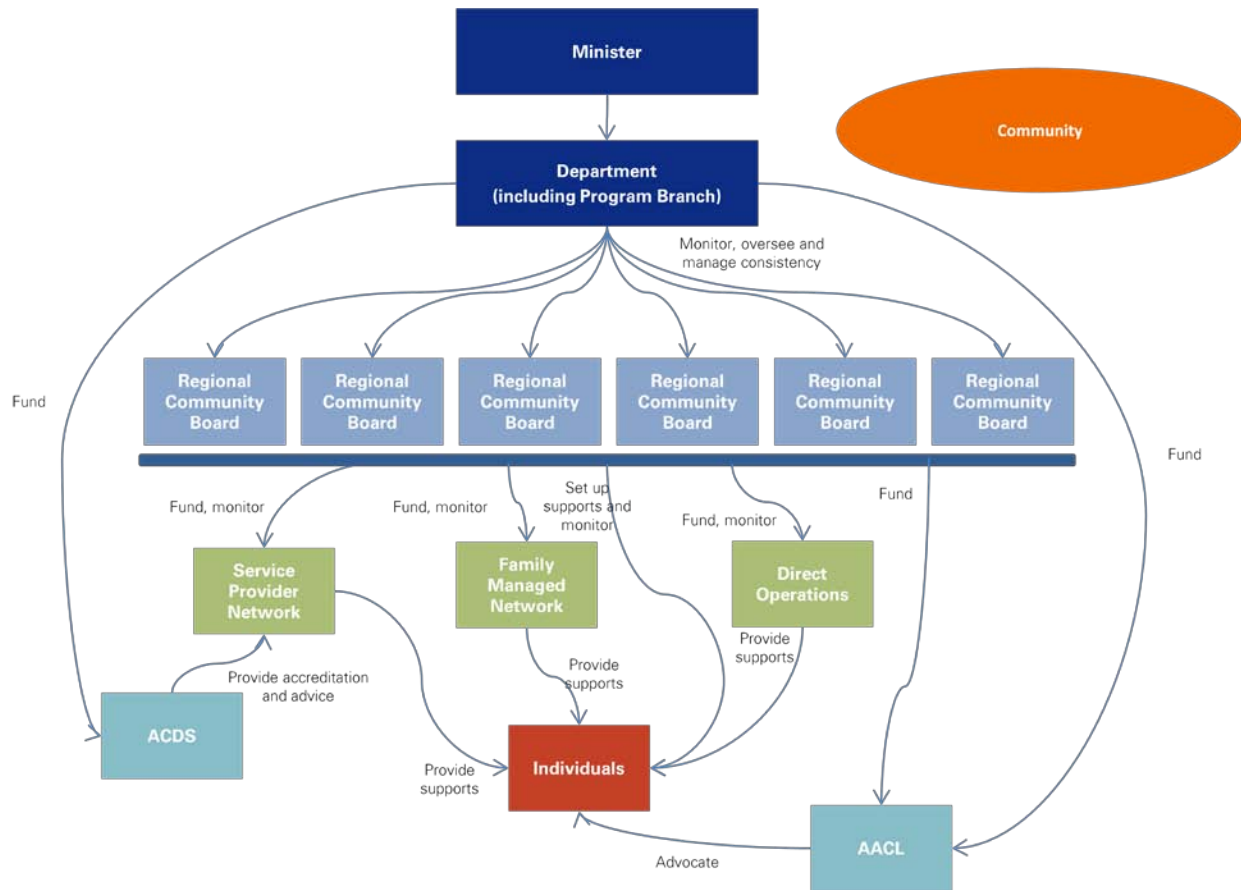 Minister
Community
Department
(including Program Branch)
Monitor, oversee and
manage consistency
Regional
Community
Board
Regional
Community
Board
Regional
Community
Board
Regional
Community
Board
Regional
Community
Board
Regional
Community
Board
Fund
Fund
Fund, monitor
Fund, monitor
Set up
supports and
monitor
Fund, monitor
Fund
Service
Provider
Network
Family
Managed
Network
Direct
Operations
Provide accreditation
and advice
Provide
supports
Provide
supports
ACDS
Provide
supports
Individuals
Advocate
AACL